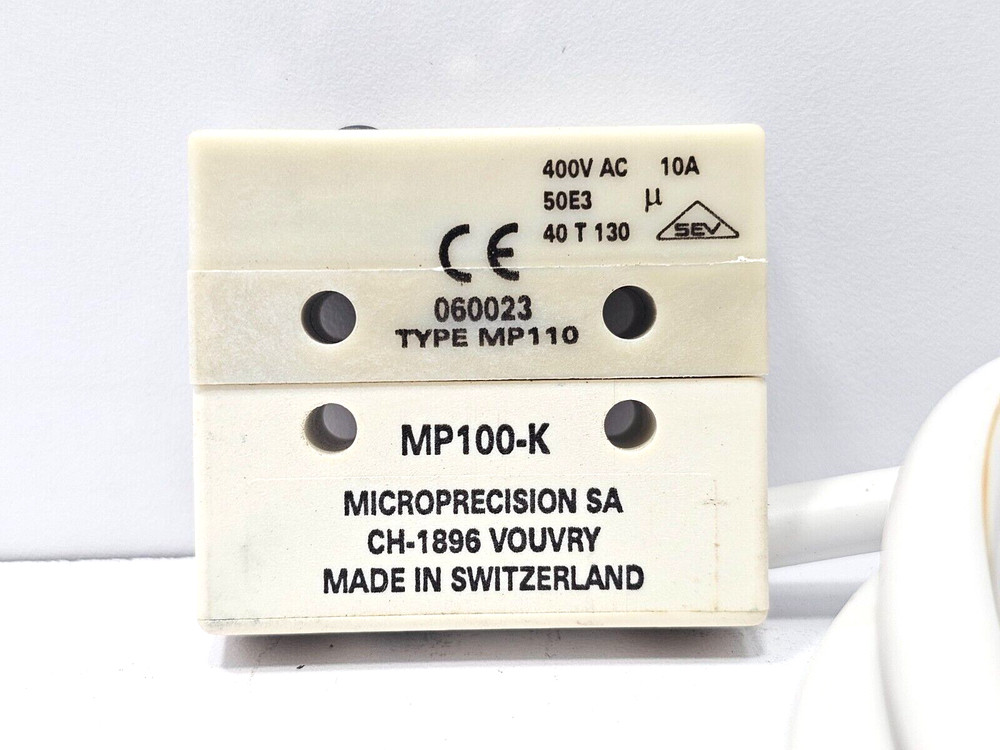 400V AC 10A
50E3 µ
40 T 130 SEV
CE
060023
TYPE MP110
MP100-K
MICROPRECISION SA
CH-1896 VOUVRY
MADE IN SWITZERLAND